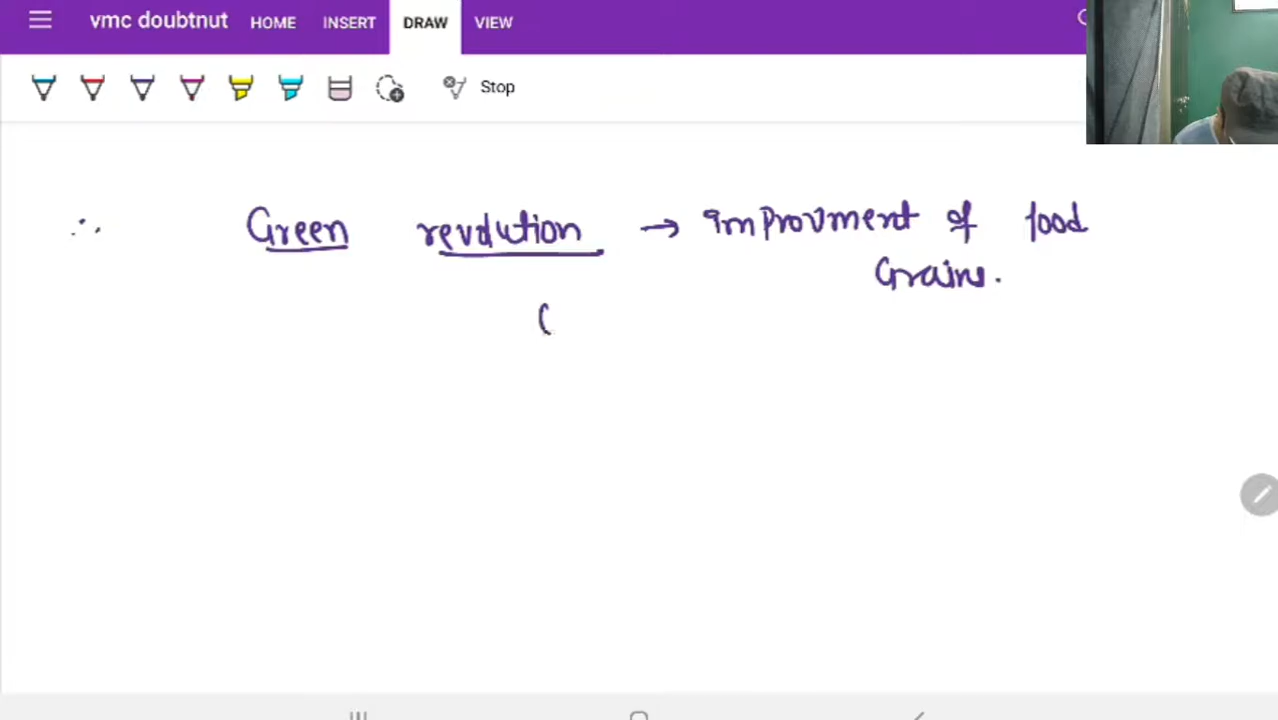 vmc doubtnut HOME INSERT DRAW VIEW
Stop
∴ Green revolution → improvment of food
Grains.
(